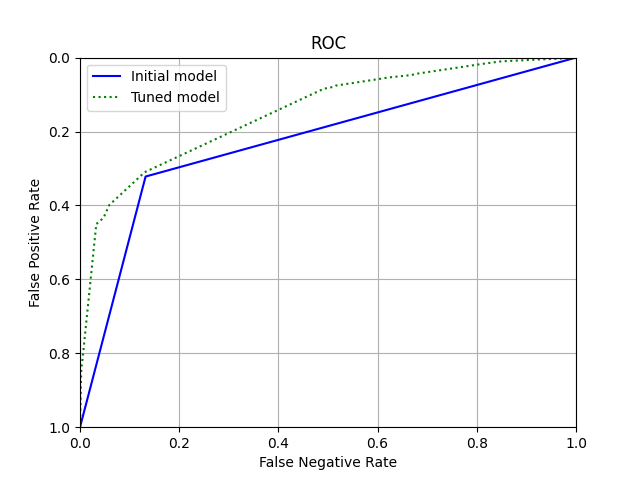 ROC
Initial model
Tuned model
False Positive Rate
0.0
0.2
0.4
0.6
0.8
1.0
0.0 0.2 0.4 0.6 0.8 1.0
False Negative Rate